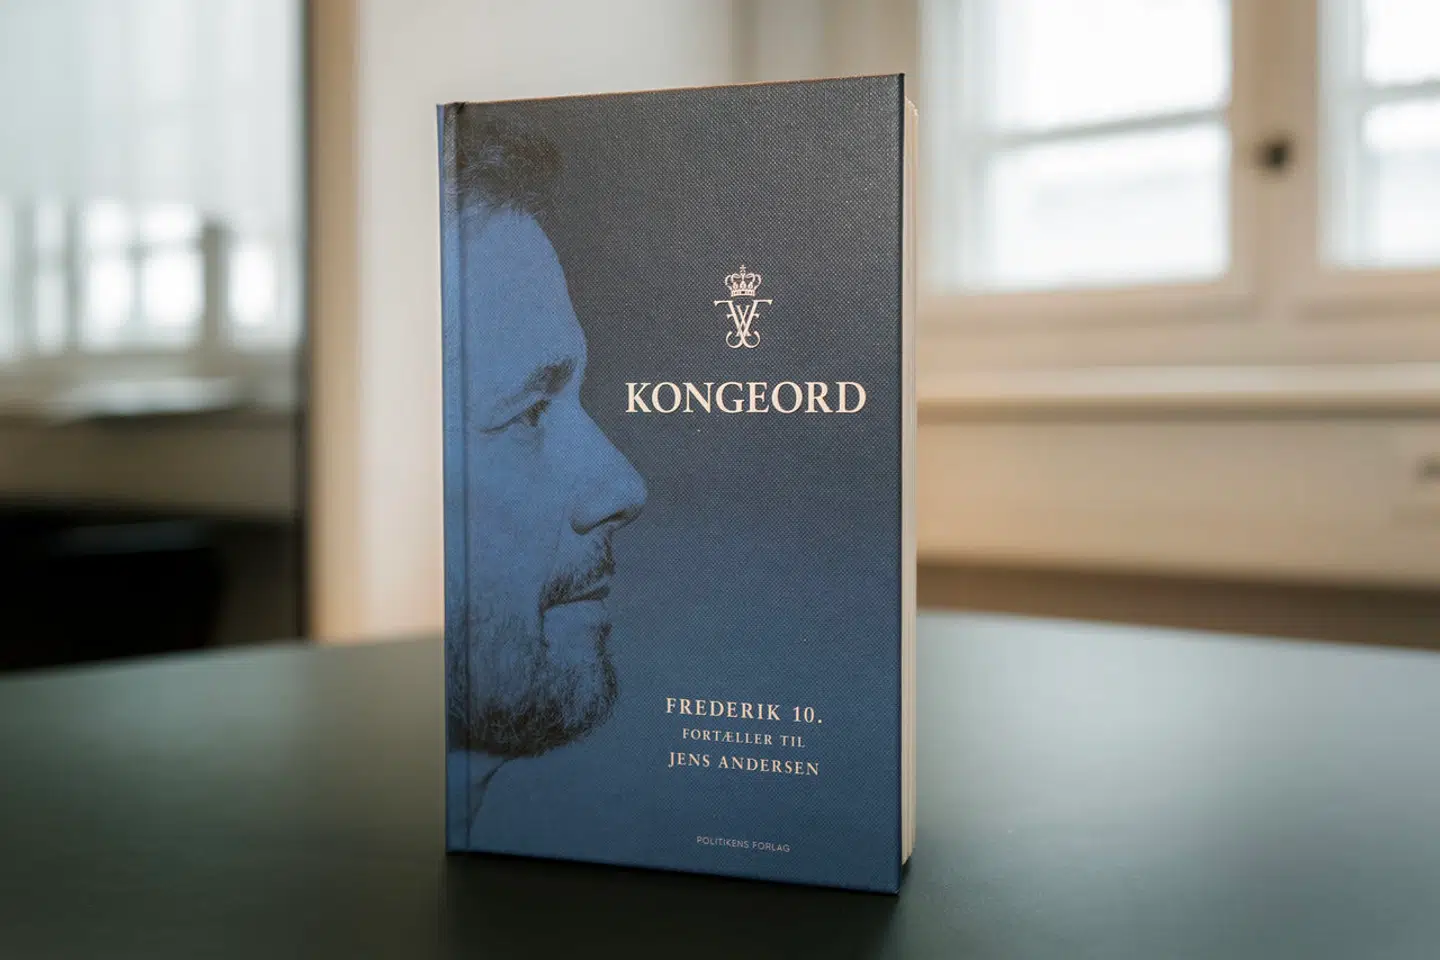 KONGEORD
FREDERIK 10.
FORTÆLLER TIL
JENS ANDERSEN
POLITIKENS FORLAG